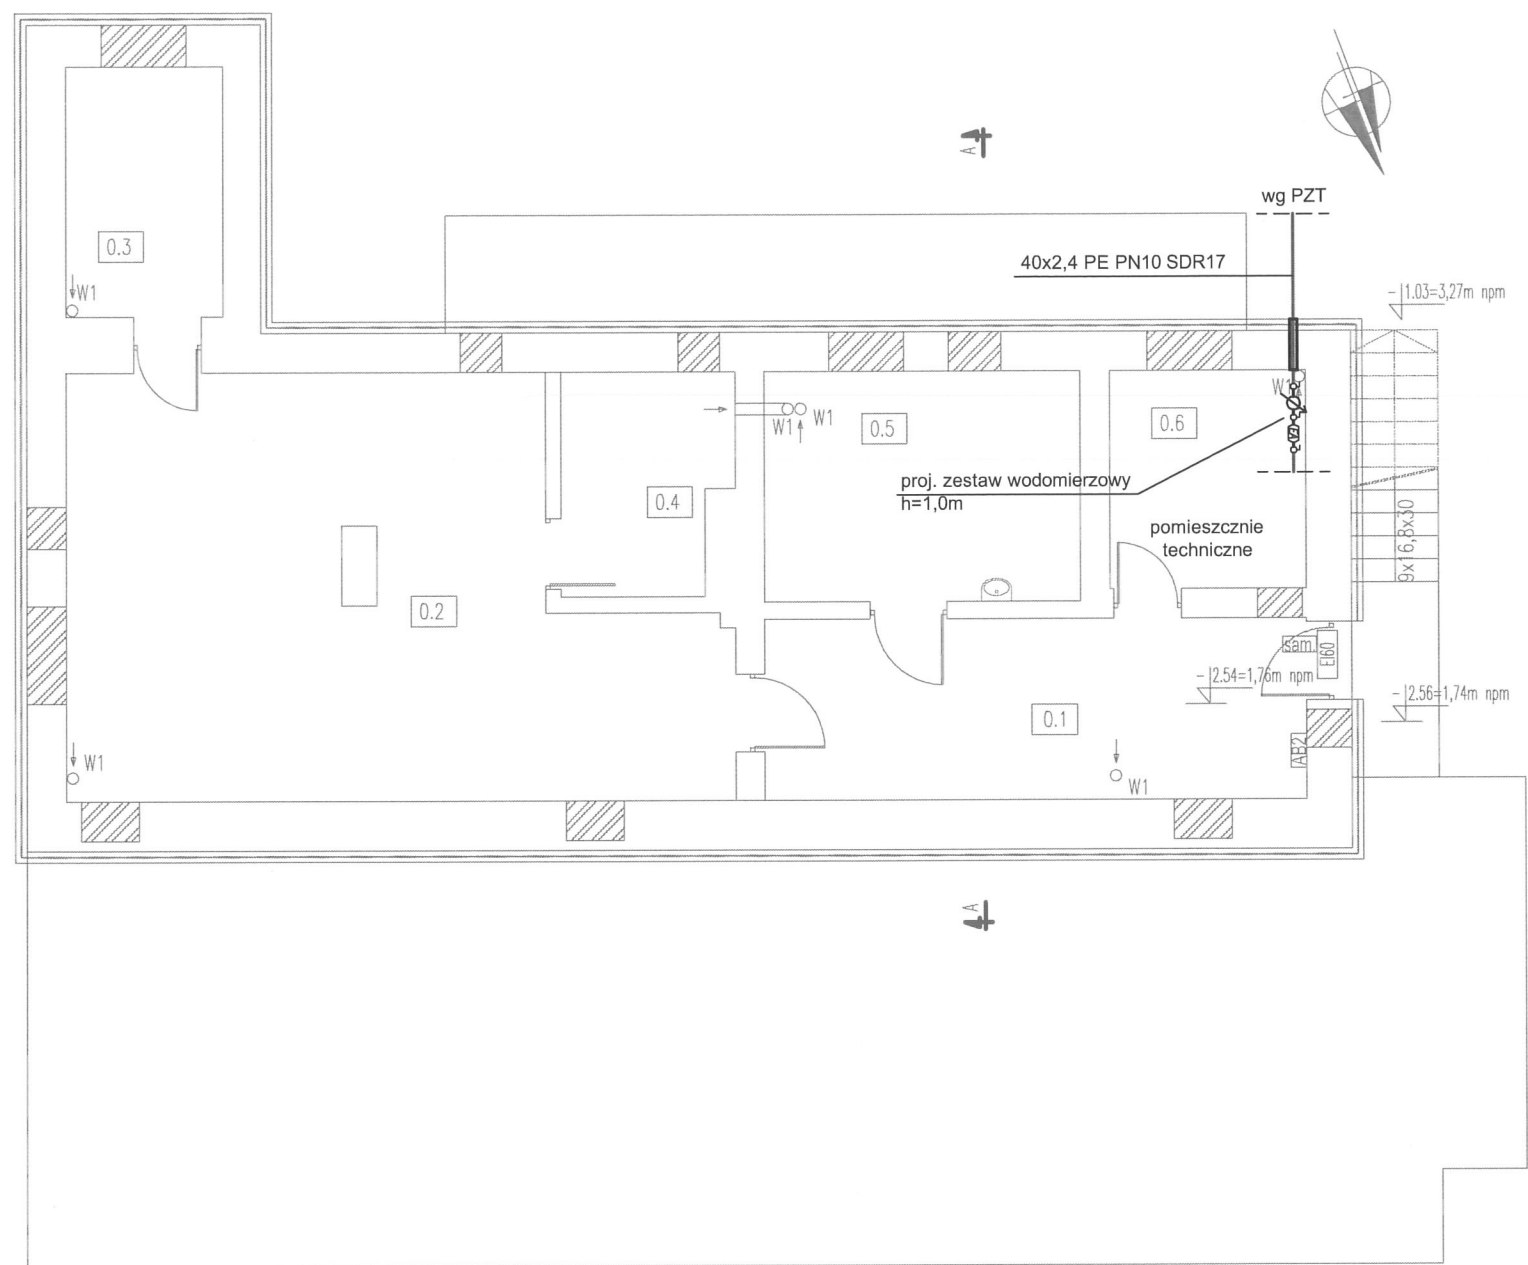 A
wg PZT
0.3
40x2,4 PE PN10 SDR17
W1
-1.03=3,27m npm
W1
W1
W1
0.5
0.6
proj. zestaw wodomierzowy
h=1,0m
0.4
pomieszcznie
techniczne
9x16,8x30
0.2
sam.
EI60
-2.54=1,76m npm
-2.56=1,74m npm
0.1
AB2
W1
W1
A